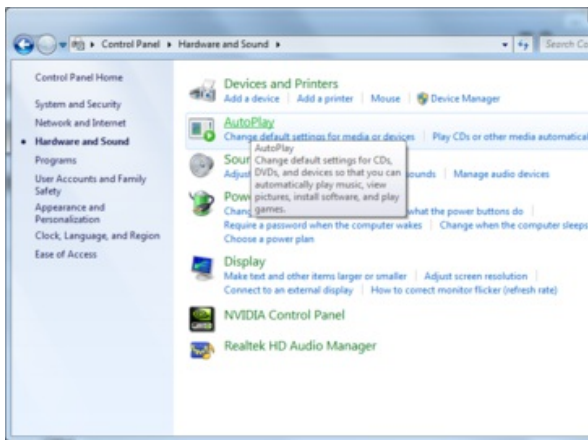 Control Panel ▸ Hardware and Sound ▸
Search Co
Control Panel Home
System and Security
Network and Internet
Hardware and Sound
Programs
User Accounts and Family
Safety
Appearance and
Personalization
Clock, Language, and Region
Ease of Access
Devices and Printers
Add a device | Add a printer | Mouse | Device Manager
AutoPlay
Change default settings for media or devices | Play CDs or other media automatical
AutoPlay
Change default settings for CDs,
DVDs, and devices so that you can
automatically play music, view
pictures, install software, and play
games.
Soun
Adjus
ounds | Manage audio devices
Powe
Chang
what the power buttons do
Require a password when the computer wakes | Change when the computer sleeps
Choose a power plan
Display
Make text and other items larger or smaller | Adjust screen resolution
Connect to an external display | How to correct monitor flicker (refresh rate)
NVIDIA Control Panel
Realtek HD Audio Manager